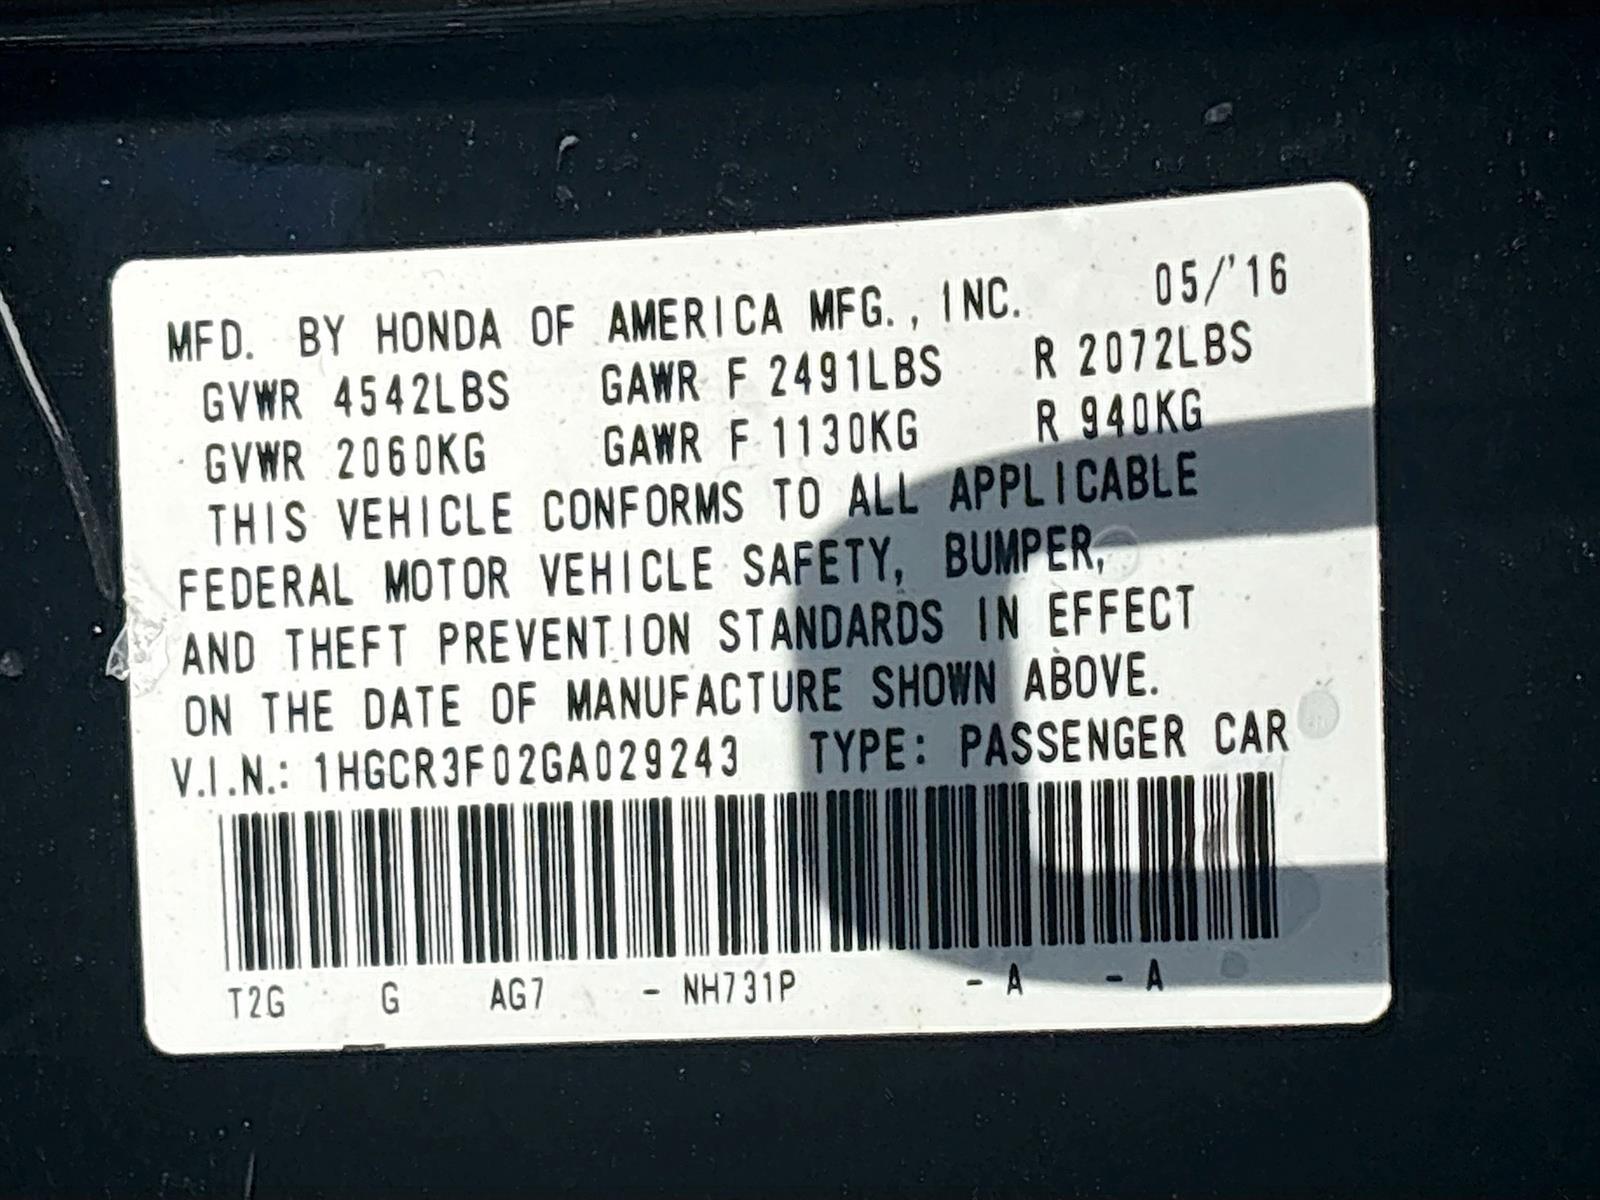 MFD. BY HONDA OF AMERICA MFG., INC. 05/'16
GVWR 4542LBS GAWR F 2491LBS R 2072LBS
GVWR 2060KG GAWR F 1130KG R 940KG
THIS VEHICLE CONFORMS TO ALL APPLICABLE
FEDERAL MOTOR VEHICLE SAFETY, BUMPER,
AND THEFT PREVENTION STANDARDS IN EFFECT
ON THE DATE OF MANUFACTURE SHOWN ABOVE.
V.I.N.: 1HGCR3F02GA029243 TYPE: PASSENGER CAR
T2G G AG7 - NH731P - A - A